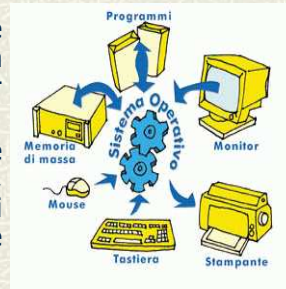 Programmi
Sistema Operativo
Memoria
di massa
Monitor
Mouse
Tastiera
Stampante